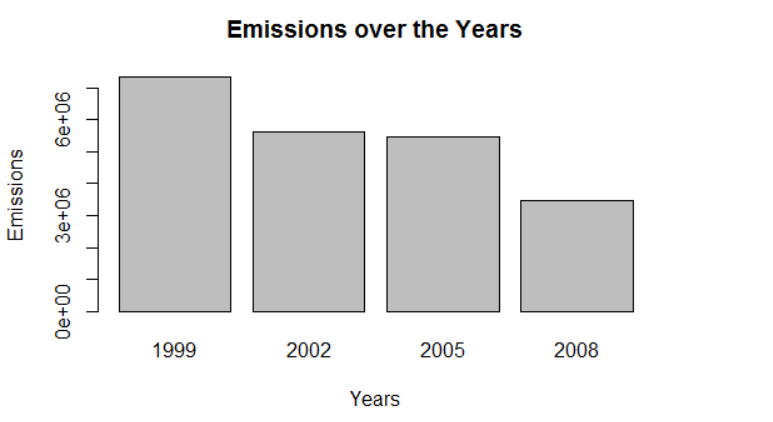 Emissions over the Years
Emissions
6e+06
3e+06
0e+00
1999 2002 2005 2008
Years